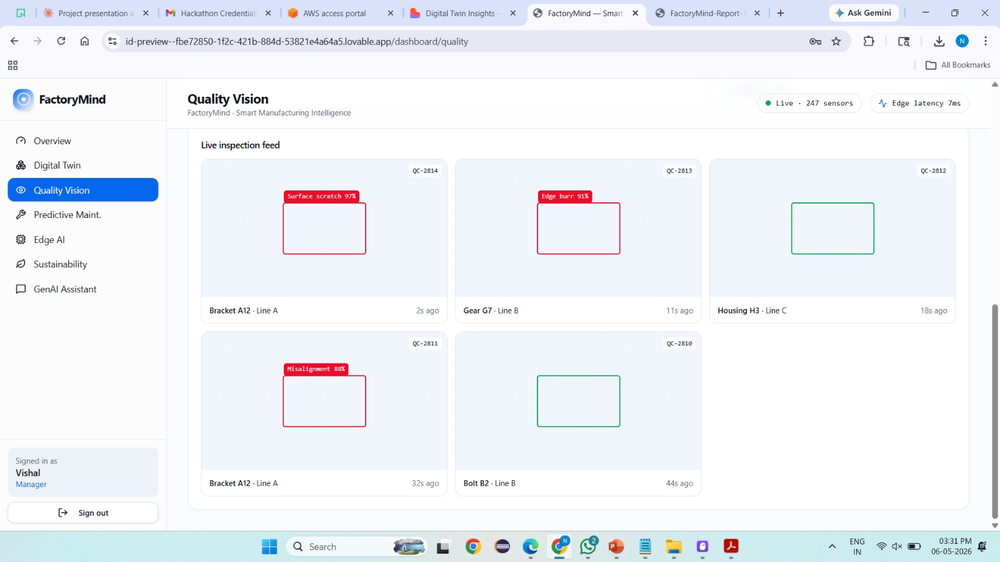 Project presentation a
Hackathon Credential
AWS access portal
Digital Twin Insights -
FactoryMind — Smart
FactoryMind-Report-
Ask Gemini
id-preview--fbe72850-1f2c-421b-884d-53821e4a64a5.lovable.app/dashboard/quality
N
All Bookmarks
FactoryMind
Overview
Digital Twin
Quality Vision
Predictive Maint.
Edge AI
Sustainability
GenAI Assistant
Signed in as
Vishal
Manager
Sign out
Quality Vision
FactoryMind · Smart Manufacturing Intelligence
Live · 247 sensors
Edge latency 7ms
Live inspection feed
QC-2814
Surface scratch 97%
Bracket A12 · Line A
2s ago
QC-2813
Edge burr 91%
Gear G7 · Line B
11s ago
QC-2812
Housing H3 · Line C
18s ago
QC-2811
Misalignment 88%
Bracket A12 · Line A
32s ago
QC-2810
Bolt B2 · Line B
44s ago
Search
N
2
ENG
IN
03:31 PM
06-05-2026